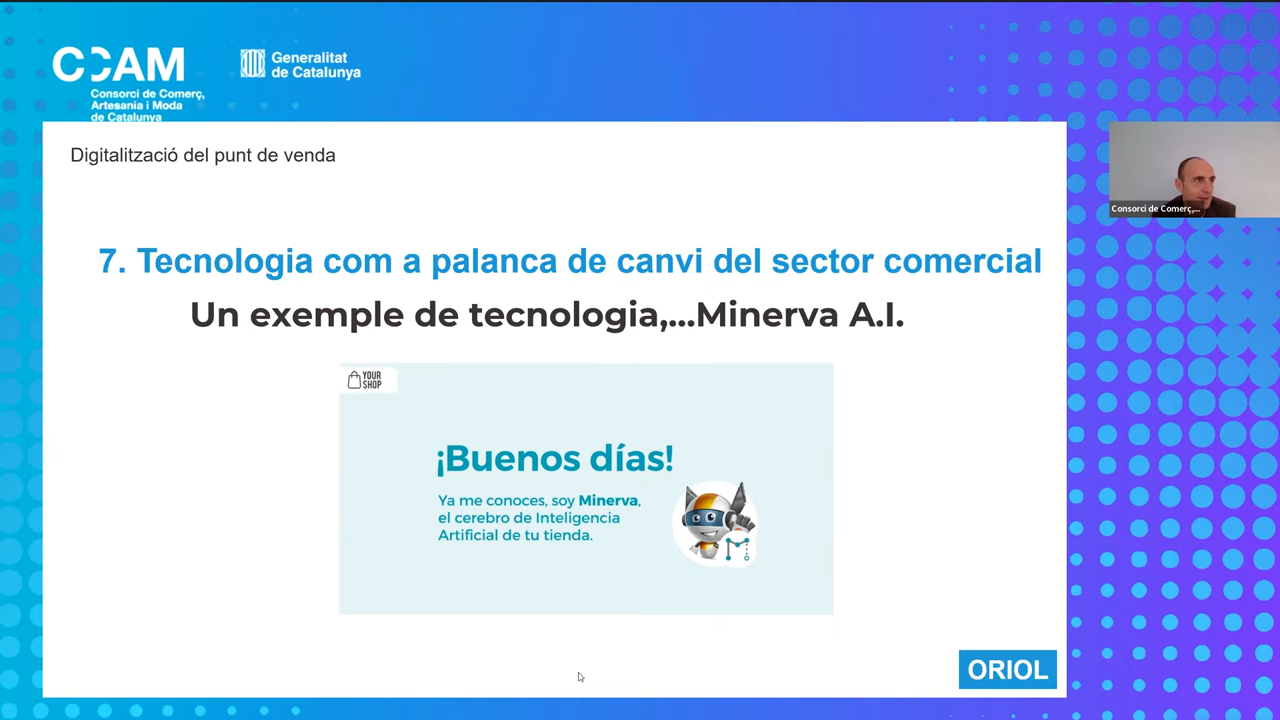 CCAM
Consorci de Comerç,
Artesania i Moda
de Catalunya
Generalitat
de Catalunya
Digitalització del punt de venda
Consorci de Comerç,...
7. Tecnologia com a palanca de canvi del sector comercial
Un exemple de tecnologia,...Minerva A.I.
YOUR
SHOP
¡Buenos días!
Ya me conoces, soy Minerva,
el cerebro de Inteligencia
Artificial de tu tienda.
ORIOL